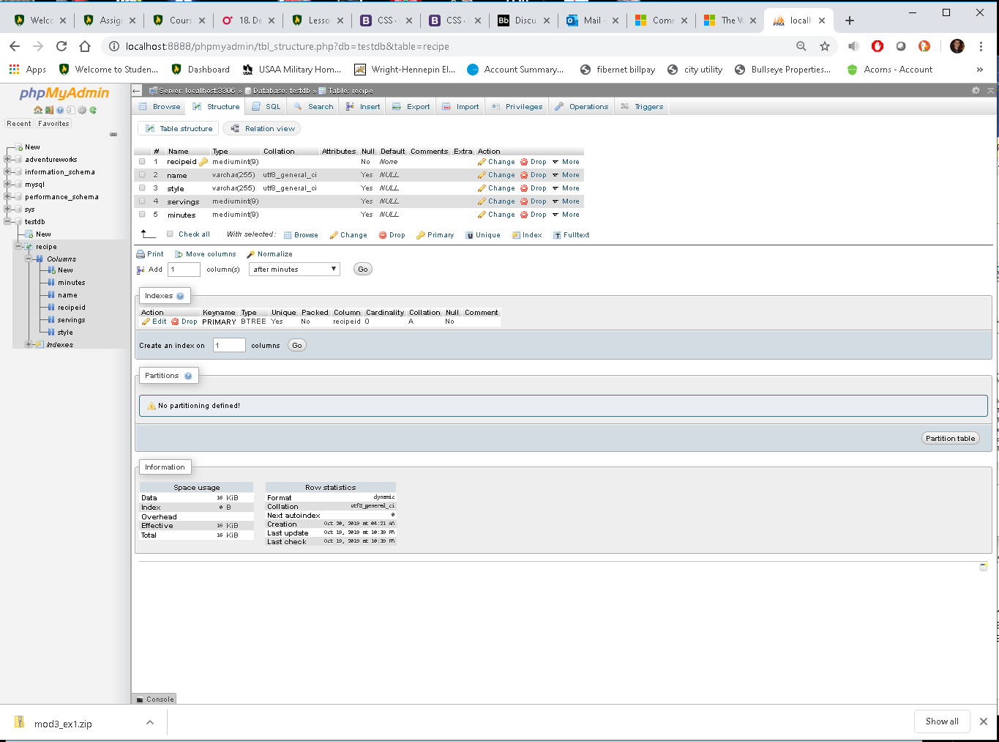 Welco Assign Cours 18. De Lesso CSS CSS Discu Mail Comm The W localh
localhost:8888/phpmyadmin/tbl_structure.php?db=testdb&table=recipe
Apps Welcome to Studen... Dashboard USAA Military Hom... Wright-Hennepin El... Account Summary... fibernet billpay city utility Bullseye Properties... Acorns - Account »
phpMyAdmin
Recent Favorites
New
adventureworks
information_schema
mysql
performance_schema
sys
testdb
New
recipe
Columns
New
minutes
name
recipeid
servings
style
Indexes
Server: localhost:3306 » Database: testdb » Table: recipe
Browse Structure SQL Search Insert Export Import Privileges Operations Triggers
Table structure Relation view
# Name Type Collation Attributes Null Default Comments Extra Action
1 recipeid mediumint(9) No None Change Drop More
2 name varchar(255) utf8_general_ci Yes NULL Change Drop More
3 style varchar(255) utf8_general_ci Yes NULL Change Drop More
4 servings mediumint(9) Yes NULL Change Drop More
5 minutes mediumint(9) Yes NULL Change Drop More
Check all With selected: Browse Change Drop Primary Unique Index Fulltext
Print Move columns Normalize
Add 1 column(s) after minutes Go
Indexes
Action Keyname Type Unique Packed Column Cardinality Collation Null Comment
Edit Drop PRIMARY BTREE Yes No recipeid 0 A No
Create an index on 1 columns Go
Partitions
No partitioning defined!
Partition table
Information
Space usage
Data 16 KiB
Index 0 B
Overhead
Effective 16 KiB
Total 16 KiB
Row statistics
Format dynamic
Collation utf8_general_ci
Next autoindex 0
Creation Oct 20, 2019 at 04:21 AM
Last update Oct 19, 2019 at 10:39 PM
Last check Oct 19, 2019 at 10:39 PM
Console
mod3_ex1.zip
Show all